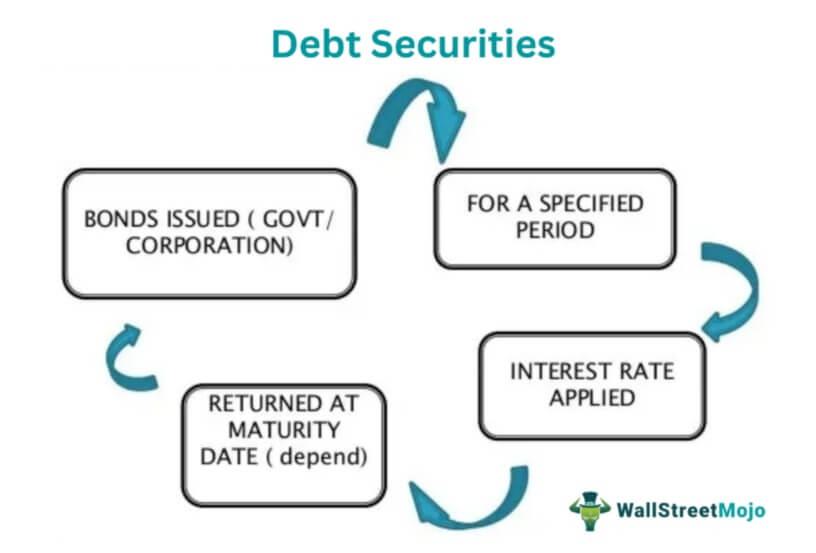 Debt Securities
BONDS ISSUED ( GOVT/
CORPORATION)
FOR A SPECIFIED
PERIOD
INTEREST RATE
APPLIED
RETURNED AT
MATURITY
DATE ( depend)
WallStreetMojo